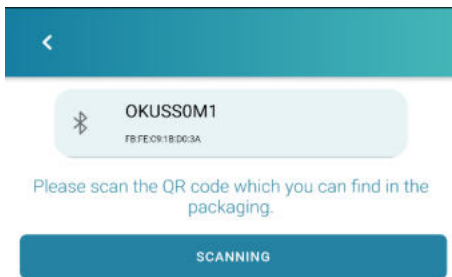 OKUSS0M1
FB:FE:C9:1B:D0:3A
Please scan the QR code which you can find in the
packaging.
SCANNING